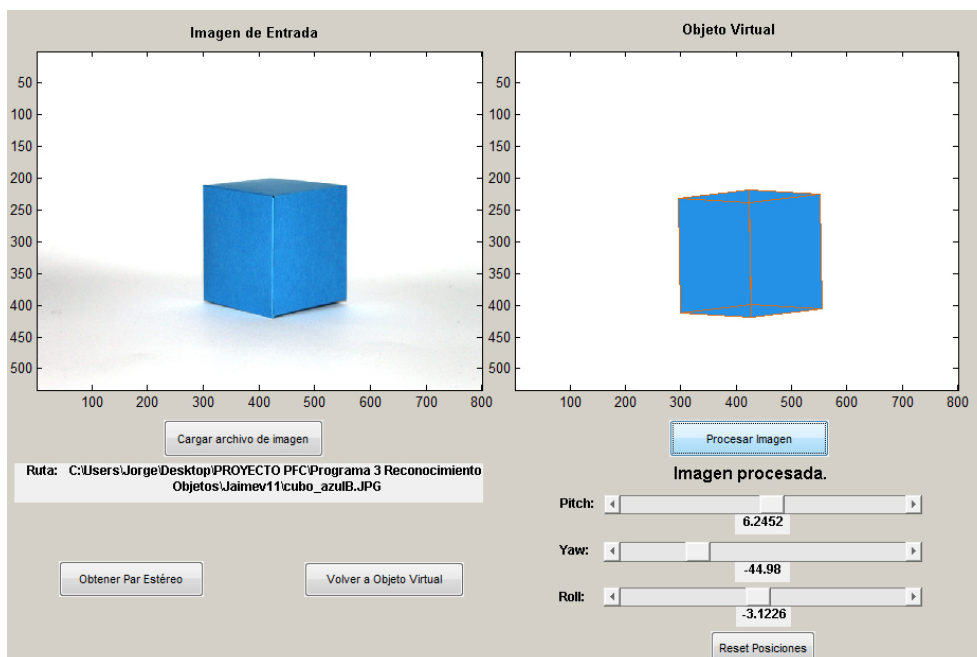 Imagen de Entrada
50
100
150
200
250
300
350
400
450
500
100 200 300 400 500 600 700 800
Cargar archivo de imagen
Ruta: C:\Users\Jorge\Desktop\PROYECTO PFC\Programa 3 Reconocimiento
Objetos\Jaimev11\cubo_azulB.JPG
Obtener Par Estéreo
Volver a Objeto Virtual
Objeto Virtual
50
100
150
200
250
300
350
400
450
500
100 200 300 400 500 600 700 800
Procesar Imagen
Imagen procesada.
Pitch:
6.2452
Yaw:
-44.98
Roll:
-3.1226
Reset Posiciones